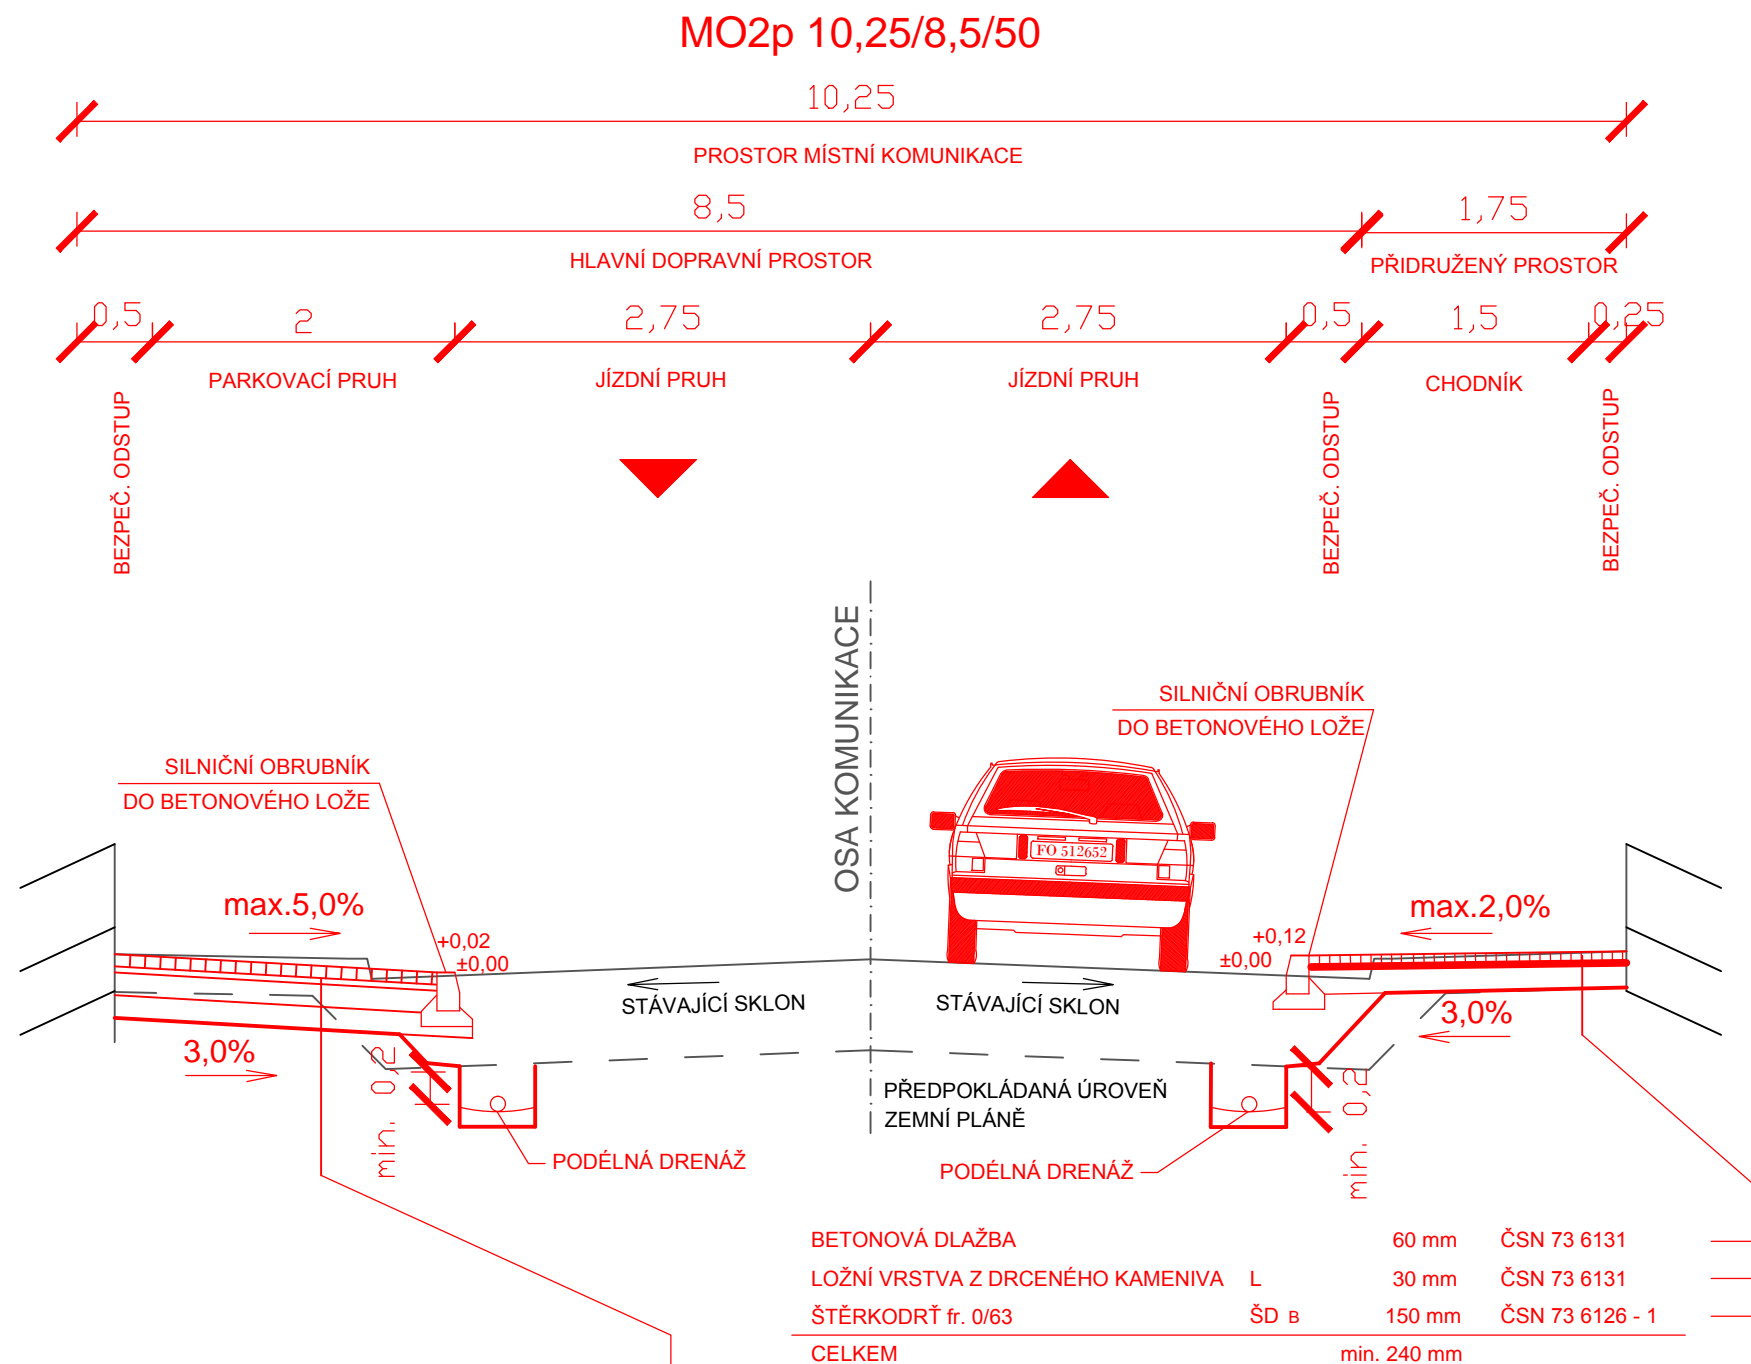 MO2p 10,25/8,5/50
10,25
PROSTOR MÍSTNÍ KOMUNIKACE
8,5
1,75
HLAVNÍ DOPRAVNÍ PROSTOR
PŘIDRUŽENÝ PROSTOR
0,5
2
2,75
2,75
0,5
1,5
0,25
PARKOVACÍ PRUH
JÍZDNÍ PRUH
JÍZDNÍ PRUH
CHODNÍK
BEZPEČ. ODSTUP
BEZPEČ. ODSTUP
BEZPEČ. ODSTUP
OSA KOMUNIKACE
SILNIČNÍ OBRUBNÍK
DO BETONOVÉHO LOŽE
SILNIČNÍ OBRUBNÍK
DO BETONOVÉHO LOŽE
FO 512652
max.5,0%
max.2,0%
+0,02
±0,00
+0,12
±0,00
STÁVAJÍCÍ SKLON
STÁVAJÍCÍ SKLON
3,0%
3,0%
min. 0,2
min. 0,2
PŘEDPOKLÁDANÁ ÚROVEŇ
ZEMNÍ PLÁNĚ
PODÉLNÁ DRENÁŽ
PODÉLNÁ DRENÁŽ
BETONOVÁ DLAŽBA 60 mm ČSN 73 6131
LOŽNÍ VRSTVA Z DRCENÉHO KAMENIVA L 30 mm ČSN 73 6131
ŠTĚRKODRŤ fr. 0/63 ŠD B 150 mm ČSN 73 6126 - 1
CELKEM min. 240 mm